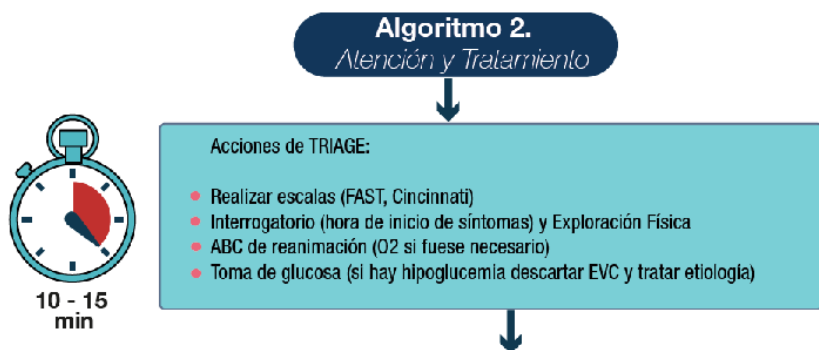 Algoritmo 2.
Atención y Tratamiento
Acciones de TRIAGE:
Realizar escalas (FAST, Cincinnati)
Interrogatorio (hora de inicio de síntomas) y Exploración Física
ABC de reanimación (O2 si fuese necesario)
Toma de glucosa (si hay hipoglucemia descartar EVC y tratar etiología)
10 - 15
min